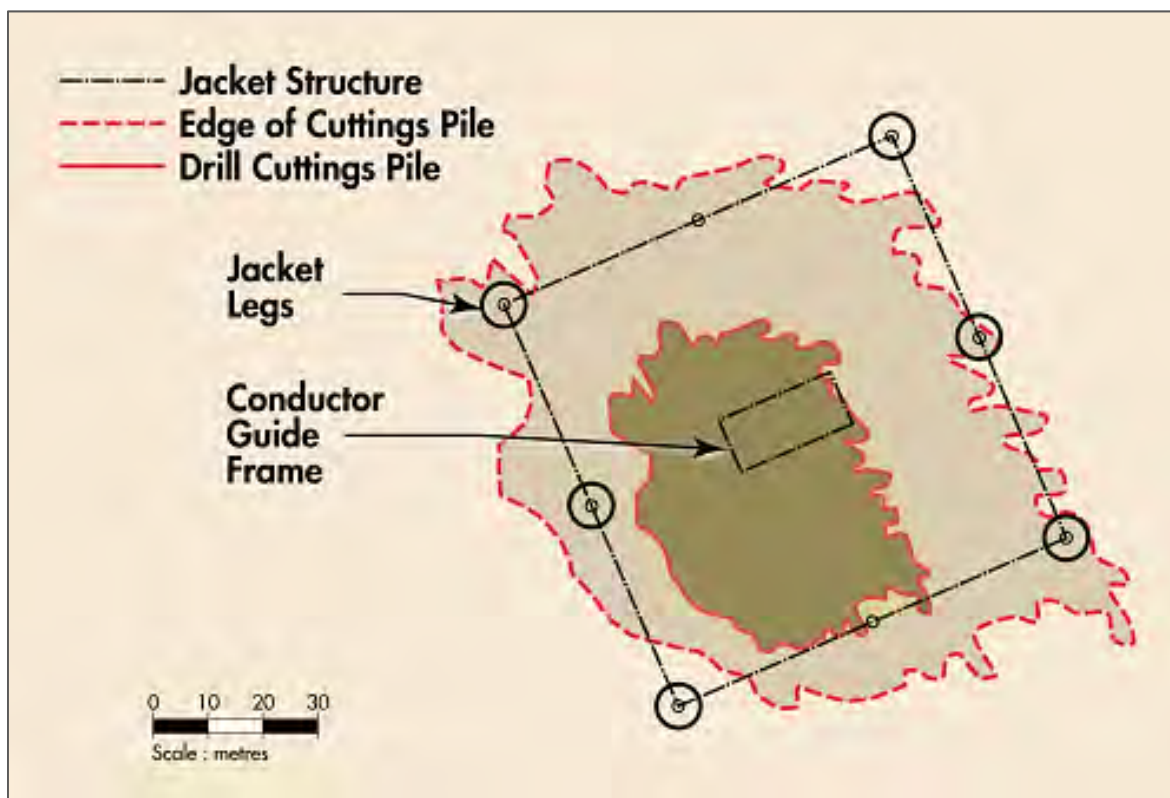 Jacket Structure
Edge of Cuttings Pile
Drill Cuttings Pile
Jacket
Legs
Conductor
Guide
Frame
0 10 20 30
Scale : metres